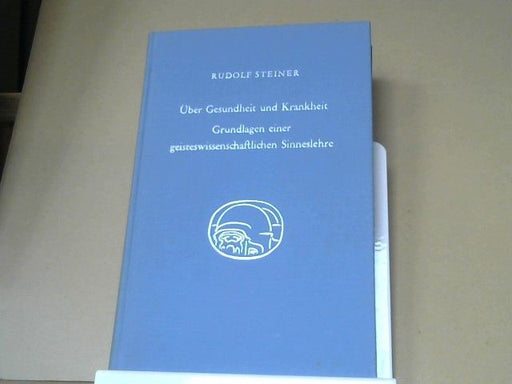 RUDOLF STEINER
Über Gesundheit und Krankheit
Grundlagen einer
geisteswissenschaftlichen Sinneslehre